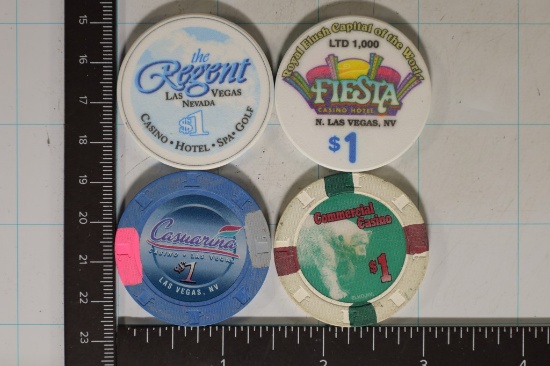 the
Regent
LAS VEGAS
NEVADA
$1
CASINO • HOTEL • SPA • GOLF
Royal Flush Capital of the World
LTD 1,000
FIESTA
CASINO HOTEL
N. LAS VEGAS, NV
$1
Casuarina
CASINO • LAS VEGAS
$1
LAS VEGAS, NV
Commercial
Casino
$1
15
16
17
18
19
20
21
22
23
1
2
3
4